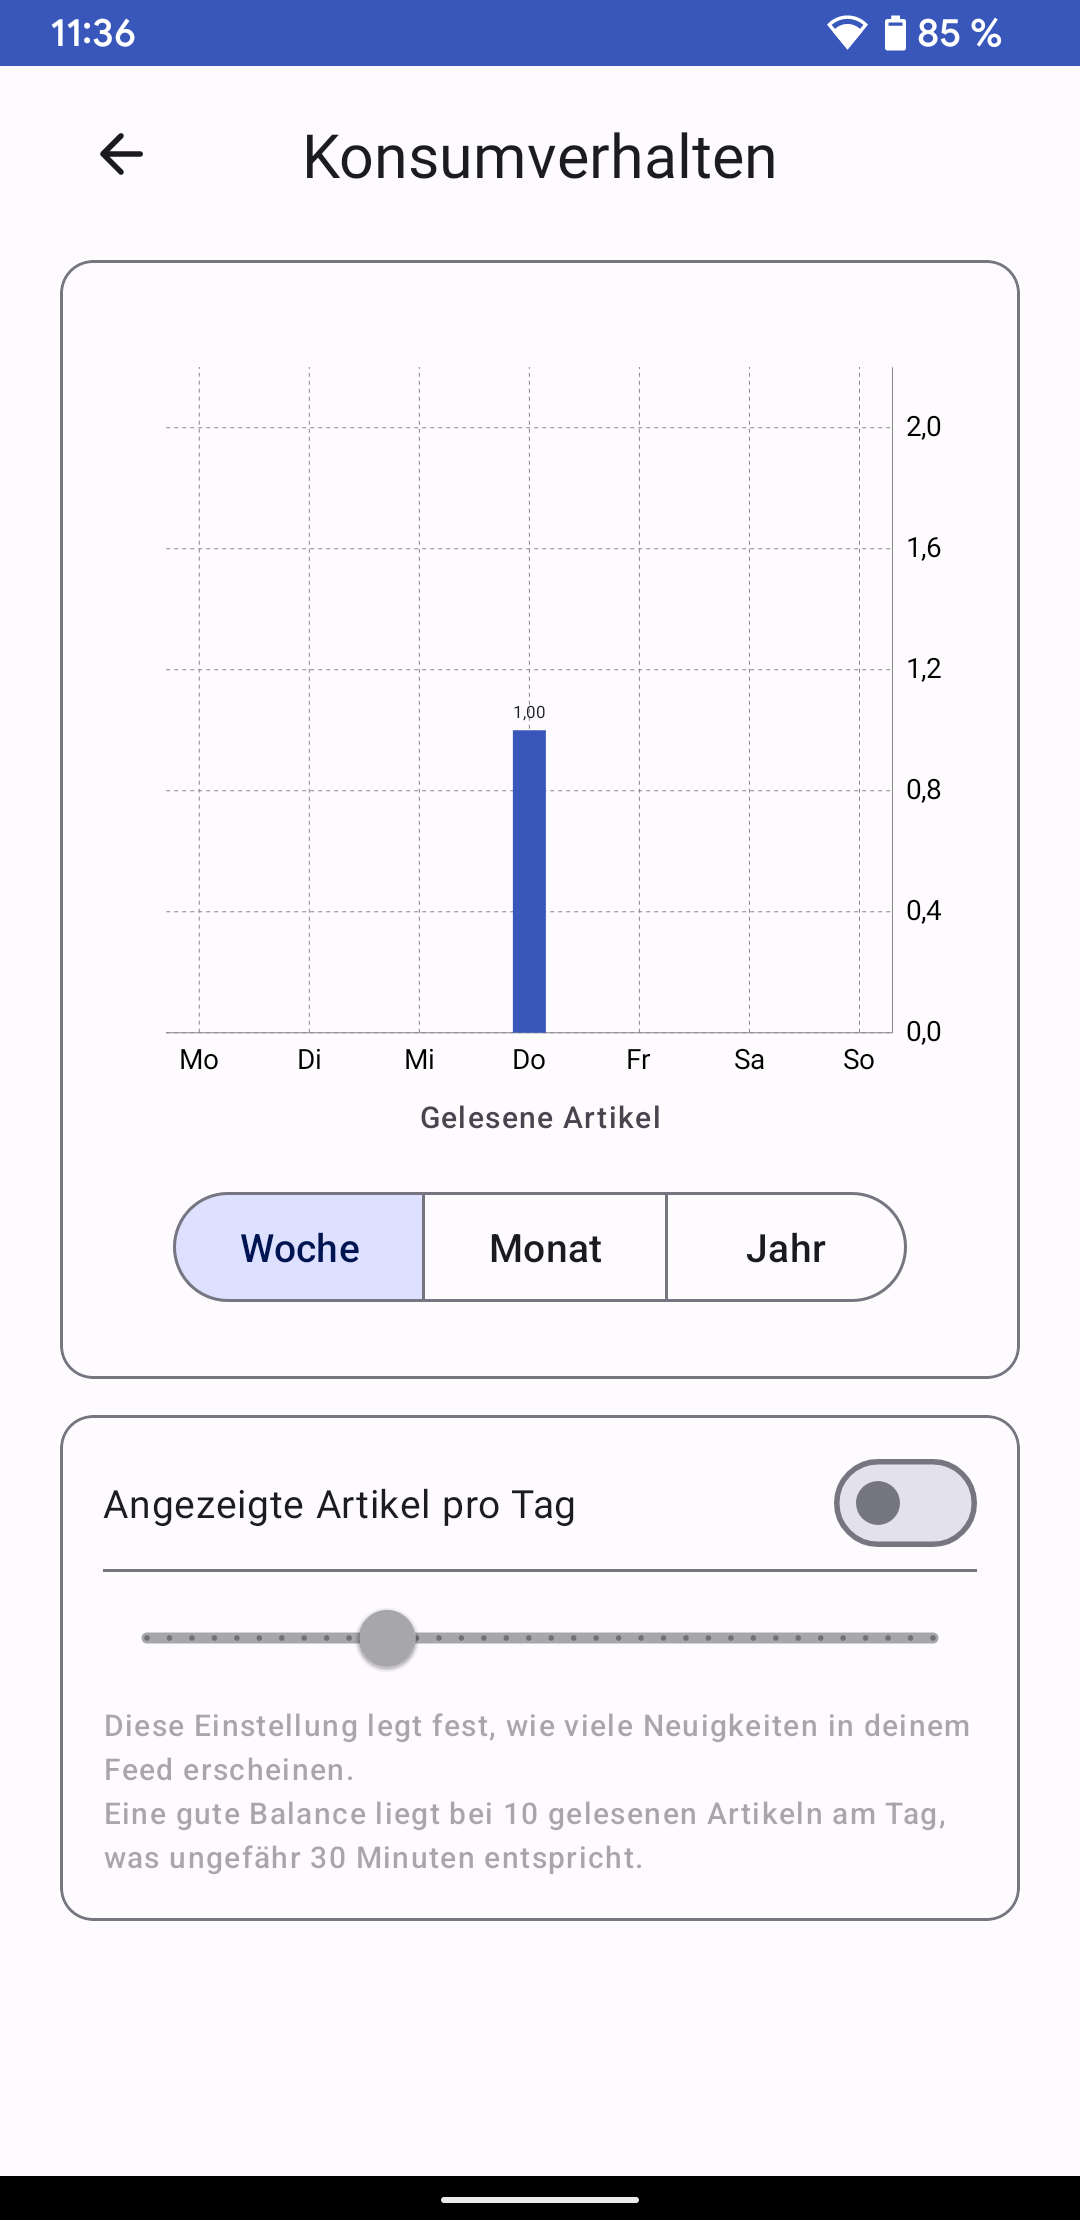 11:36 85 %
Konsumverhalten
2,0
1,6
1,2
1,00
0,8
0,4
0,0
Mo Di Mi Do Fr Sa So
Gelesene Artikel
Woche Monat Jahr
Angezeigte Artikel pro Tag
Diese Einstellung legt fest, wie viele Neuigkeiten in deinem
Feed erscheinen.
Eine gute Balance liegt bei 10 gelesenen Artikeln am Tag,
was ungefähr 30 Minuten entspricht.